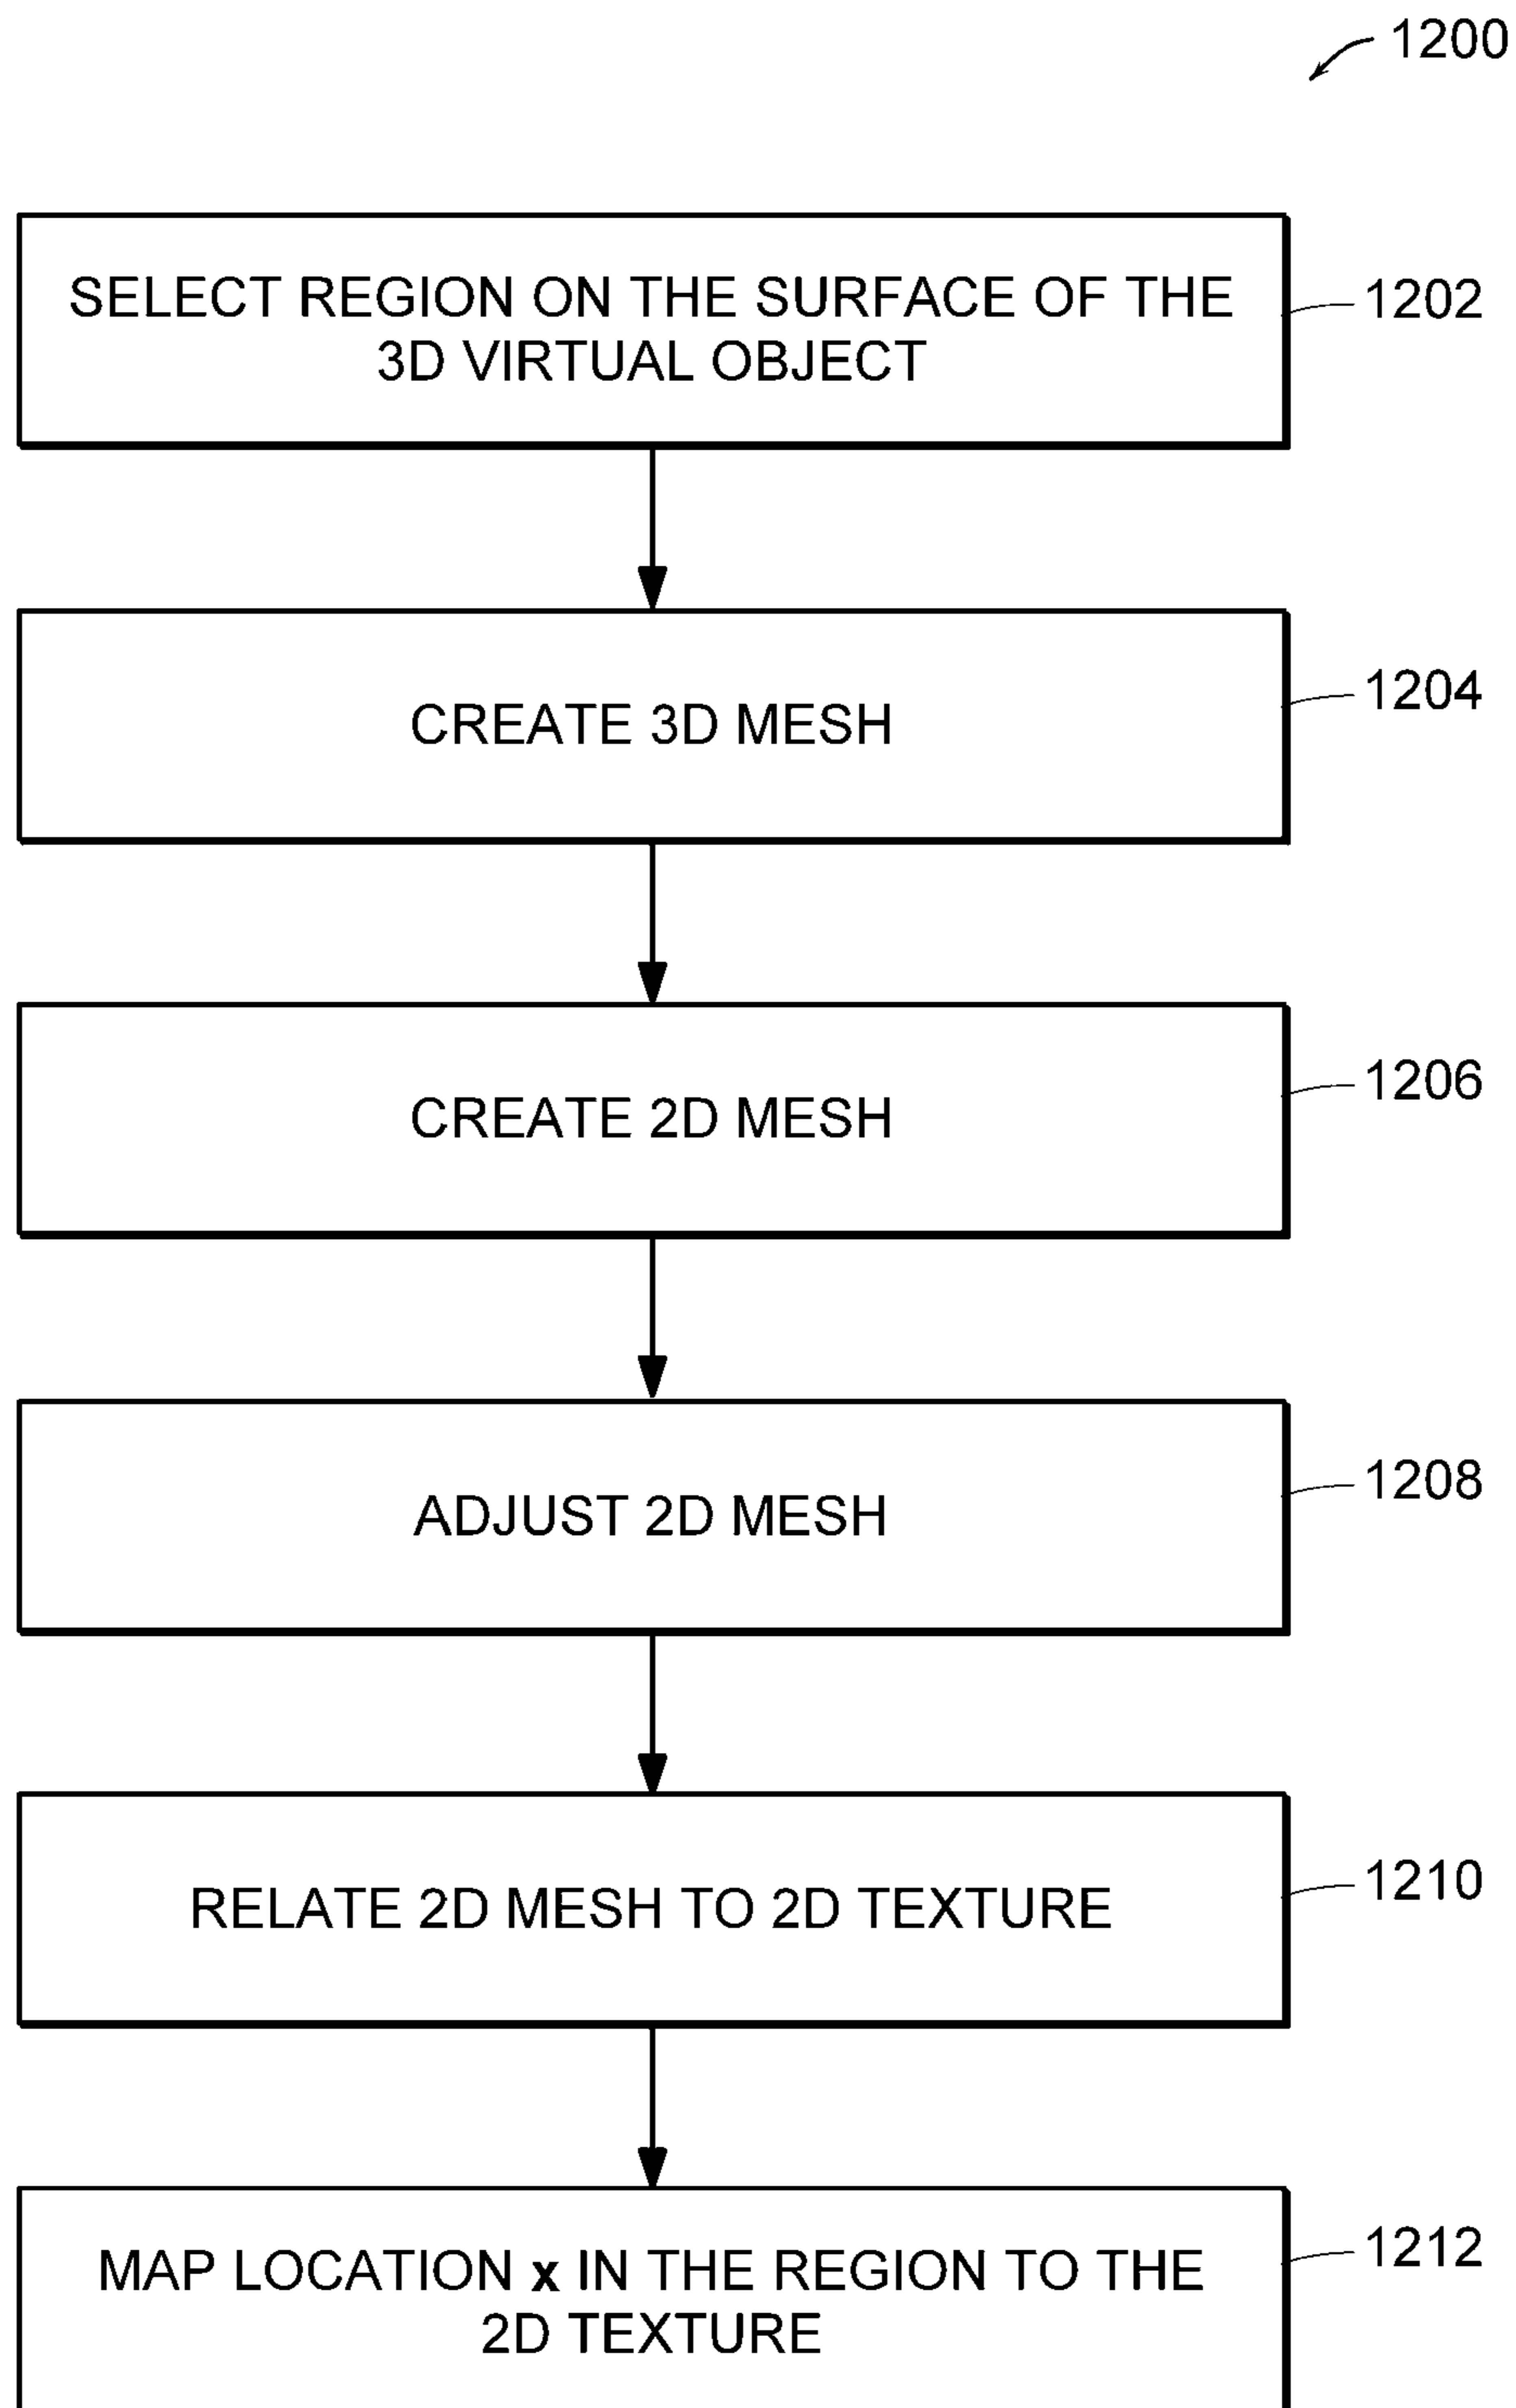 1200
SELECT REGION ON THE SURFACE OF THE
3D VIRTUAL OBJECT
1202
CREATE 3D MESH
1204
CREATE 2D MESH
1206
ADJUST 2D MESH
1208
RELATE 2D MESH TO 2D TEXTURE
1210
MAP LOCATION x IN THE REGION TO THE
2D TEXTURE
1212